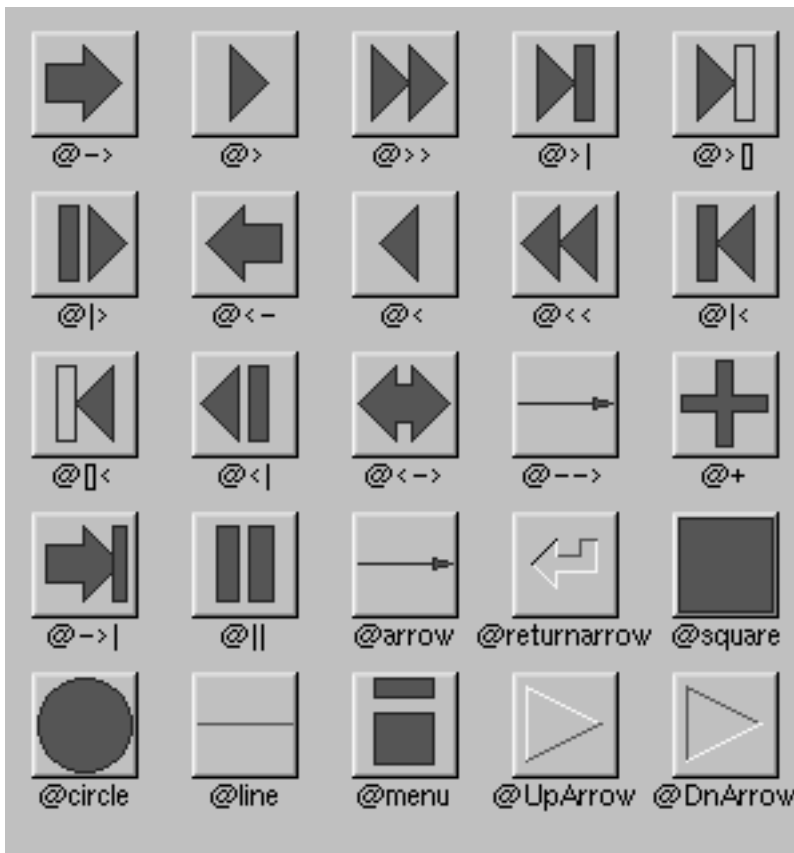 @-> @> @>> @>| @>[]
@|> @<- @< @<< @|<
@[]< @<| @<-> @--> @+
@->| @|| @arrow @returnarrow @square
@circle @line @menu @UpArrow @DnArrow